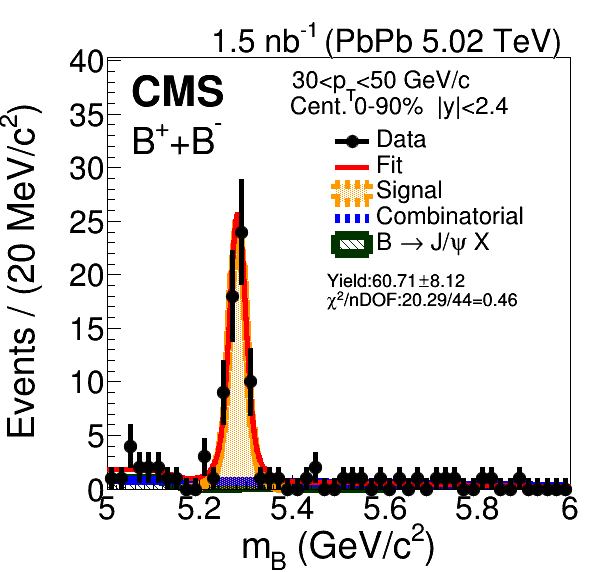 1.5 nb⁻¹ (PbPb 5.02 TeV)
CMS
30<p_T<50 GeV/c
Cent. 0-90% |y|<2.4
B⁺+B⁻
Data
Fit
Signal
Combinatorial
B → J/ψ X
Yield:60.71±8.12
χ²/nDOF:20.29/44=0.46
Events / (20 MeV/c²)
40
35
30
25
20
15
10
5
0
5 5.2 5.4 5.6 5.8 6
m_B (GeV/c²)